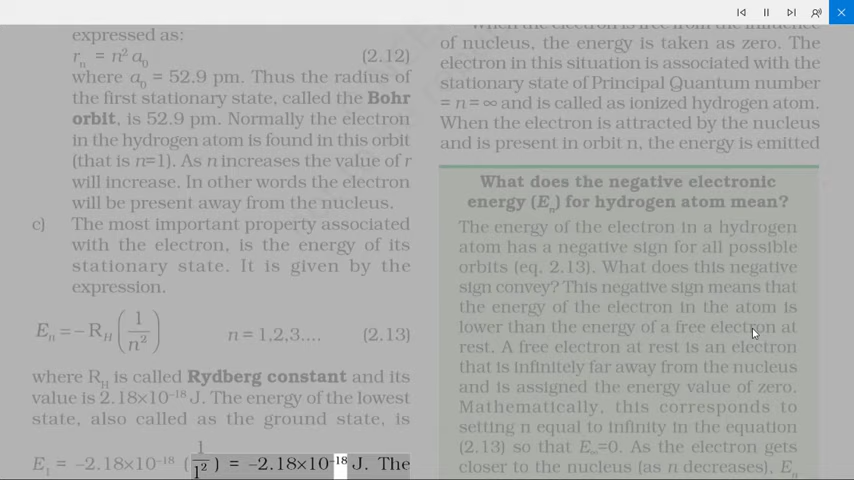 expressed as:
rₙ = n² a₀ (2.12)
where a₀ = 52.9 pm. Thus the radius of
the first stationary state, called the Bohr
orbit, is 52.9 pm. Normally the electron
in the hydrogen atom is found in this orbit
(that is n=1). As n increases the value of r
will increase. In other words the electron
will be present away from the nucleus.
c) The most important property associated
with the electron, is the energy of its
stationary state. It is given by the
expression.
Eₙ = − R_H (1/n²) n = 1,2,3.... (2.13)
where R_H is called Rydberg constant and its
value is 2.18×10⁻¹⁸ J. The energy of the lowest
state, also called as the ground state, is
E₁ = –2.18×10⁻¹⁸ (1/1²) = –2.18×10⁻¹⁸ J. The
When the electron is free from the influence
of nucleus, the energy is taken as zero. The
electron in this situation is associated with the
stationary state of Principal Quantum number
= n = ∞ and is called as ionized hydrogen atom.
When the electron is attracted by the nucleus
and is present in orbit n, the energy is emitted
What does the negative electronic
energy (Eₙ) for hydrogen atom mean?
The energy of the electron in a hydrogen
atom has a negative sign for all possible
orbits (eq. 2.13). What does this negative
sign convey? This negative sign means that
the energy of the electron in the atom is
lower than the energy of a free electron at
rest. A free electron at rest is an electron
that is infinitely far away from the nucleus
and is assigned the energy value of zero.
Mathematically, this corresponds to
setting n equal to infinity in the equation
(2.13) so that E∞=0. As the electron gets
closer to the nucleus (as n decreases), Eₙ